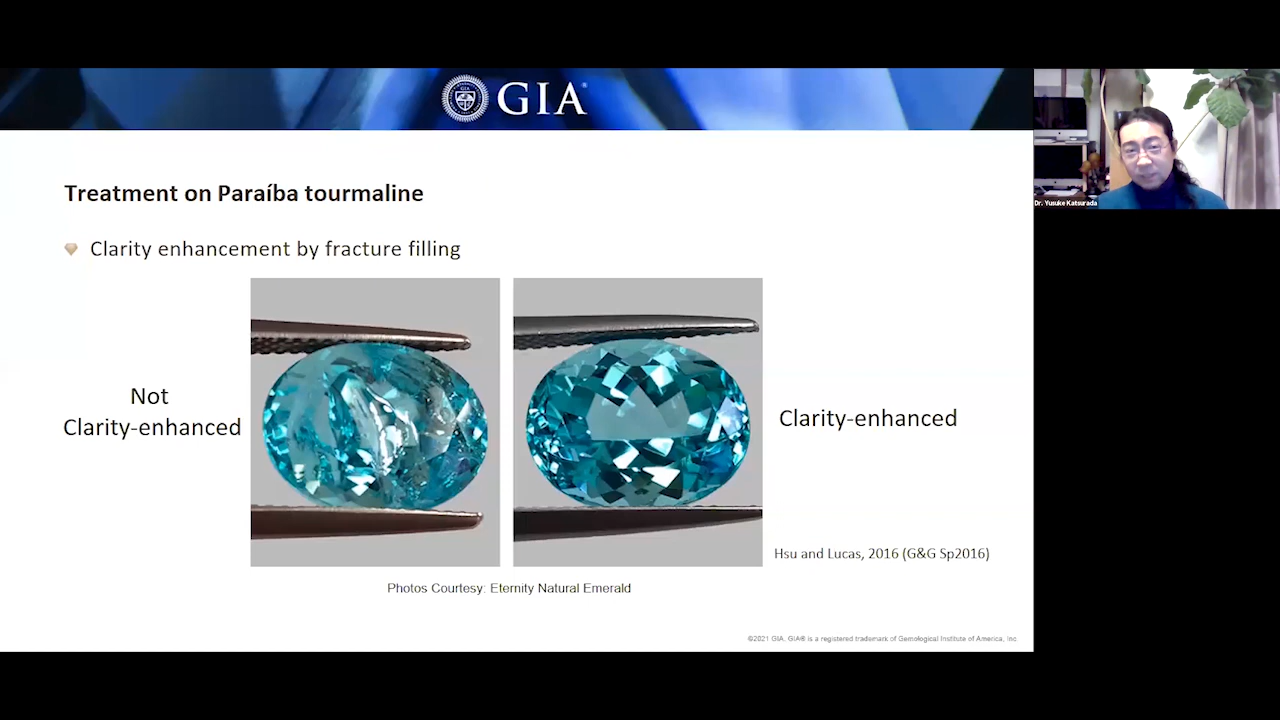 GIA
Dr. Yusuke Katsurada
Treatment on Paraíba tourmaline
Clarity enhancement by fracture filling
Not
Clarity-enhanced
Clarity-enhanced
Hsu and Lucas, 2016 (G&G Sp2016)
Photos Courtesy: Eternity Natural Emerald
©2021 GIA. GIA® is a registered trademark of Gemological Institute of America, Inc.